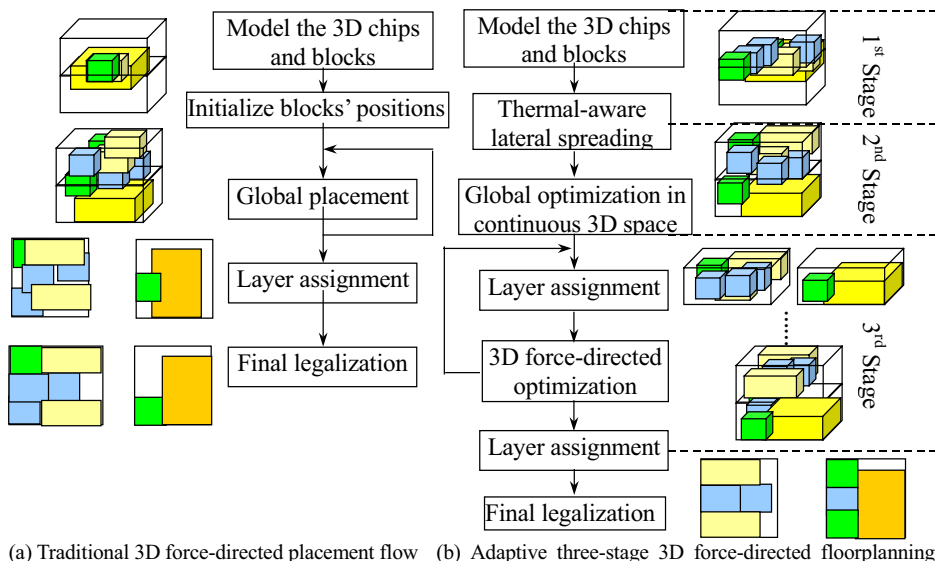 Model the 3D chips
and blocks
Initialize blocks' positions
Global placement
Layer assignment
Final legalization
Model the 3D chips
and blocks
Thermal-aware
lateral spreading
Global optimization in
continuous 3D space
Layer assignment
3D force-directed
optimization
Layer assignment
Final legalization
1st Stage
2nd Stage
3rd Stage
(a) Traditional 3D force-directed placement flow
(b) Adaptive three-stage 3D force-directed floorplanning